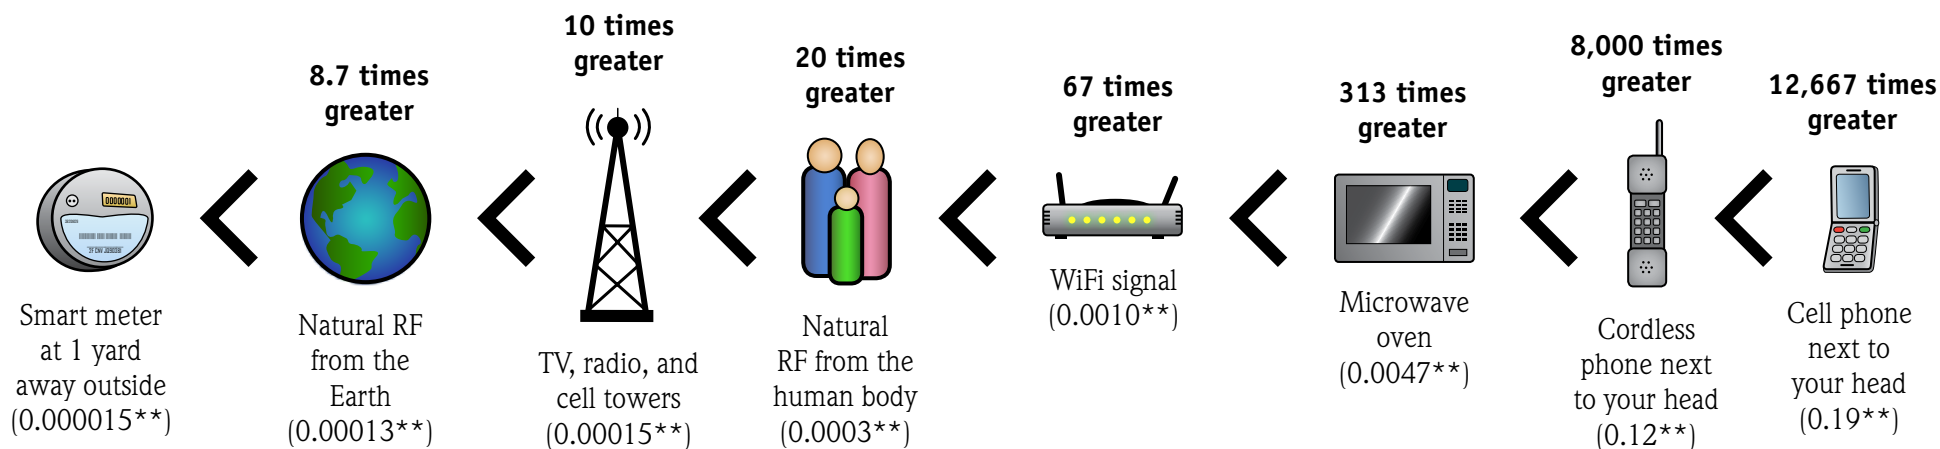 Smart meter
at 1 yard
away outside
(0.000015**)
8.7 times
greater
Natural RF
from the
Earth
(0.00013**)
10 times
greater
TV, radio, and
cell towers
(0.00015**)
20 times
greater
Natural
RF from the
human body
(0.0003**)
67 times
greater
WiFi signal
(0.0010**)
313 times
greater
Microwave
oven
(0.0047**)
8,000 times
greater
Cordless
phone next
to your head
(0.12**)
12,667 times
greater
Cell phone
next to
your head
(0.19**)